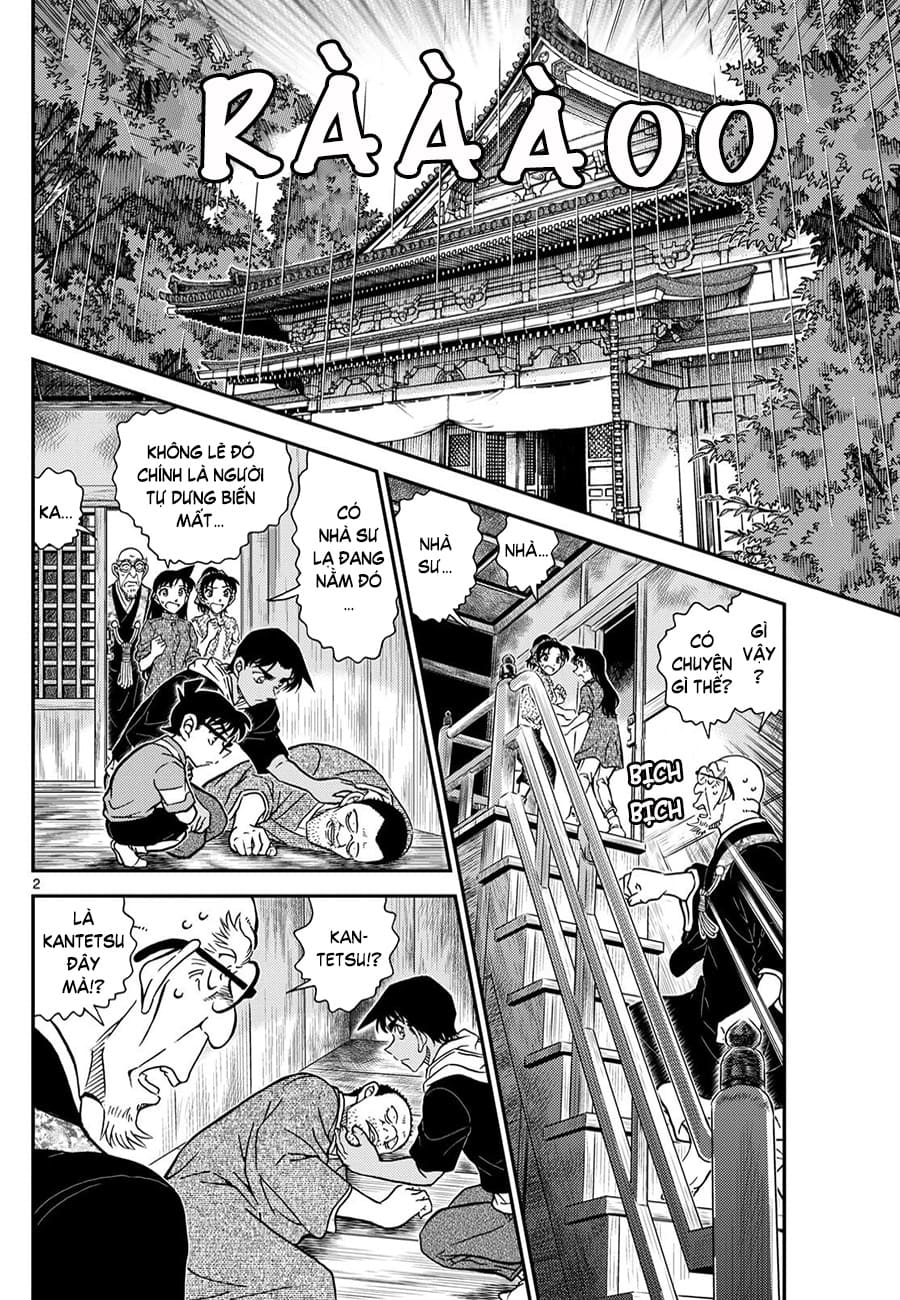 RÀÀÀOO
GÌ
VẬY
?
CÓ
CHUYỆN
GÌ THẾ?
BỊCH
BỊCH
NHÀ...
NHÀ
SƯ...
CÓ
NHÀ SƯ
LẠ ĐANG
NẰM ĐÓ
...
KHÔNG LẼ ĐÓ
CHÍNH LÀ NGƯỜI
TỰ DƯNG BIẾN
MẤT...
KA...
2
KAN-
TETSU!?
LÀ
KANTETSU
ĐÂY
MÀ!?